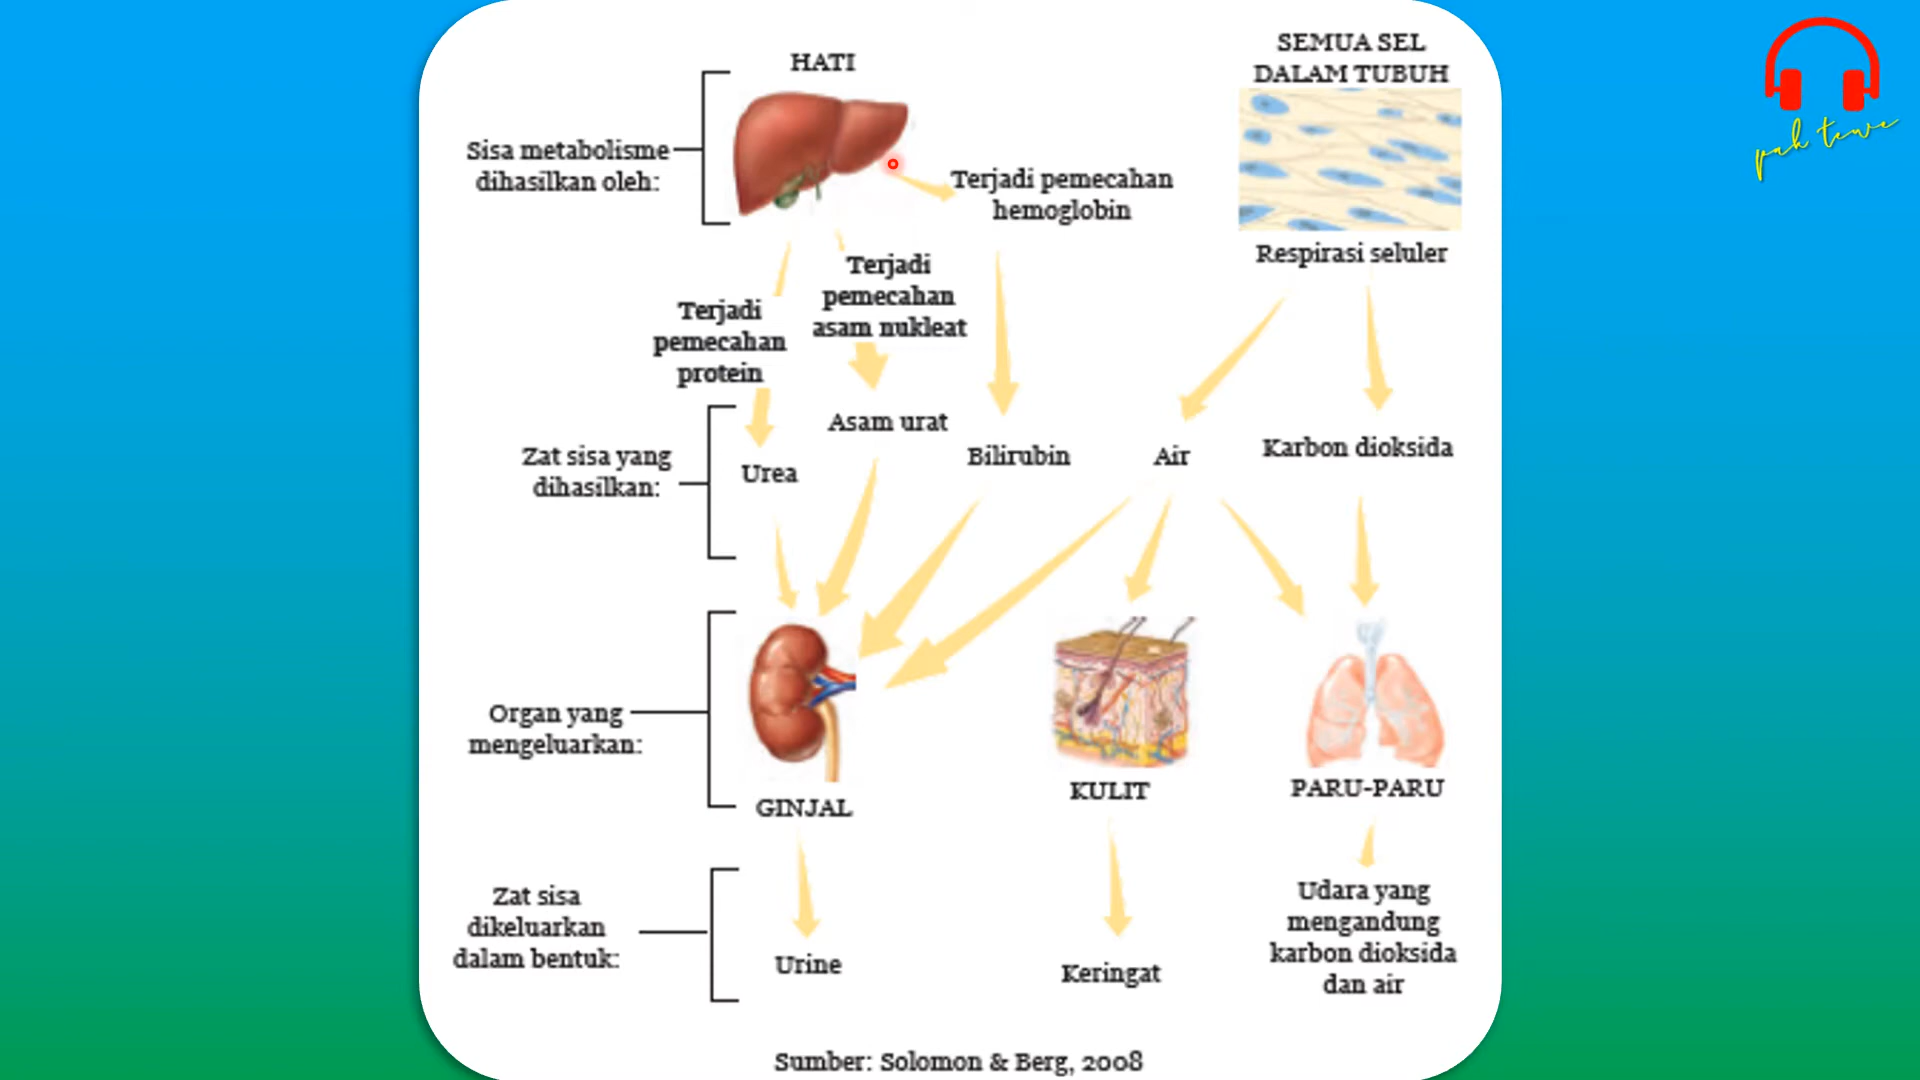 HATI
SEMUA SEL
DALAM TUBUH
Sisa metabolisme
dihasilkan oleh:
Terjadi pemecahan
hemoglobin
Respirasi seluler
Terjadi
pemecahan
asam nukleat
Terjadi
pemecahan
protein
Zat sisa yang
dihasilkan:
Urea
Asam urat
Bilirubin
Air
Karbon dioksida
Organ yang
mengeluarkan:
GINJAL
KULIT
PARU-PARU
Zat sisa
dikeluarkan
dalam bentuk:
Urine
Keringat
Udara yang
mengandung
karbon dioksida
dan air
Sumber: Solomon & Berg, 2008
pak tewe